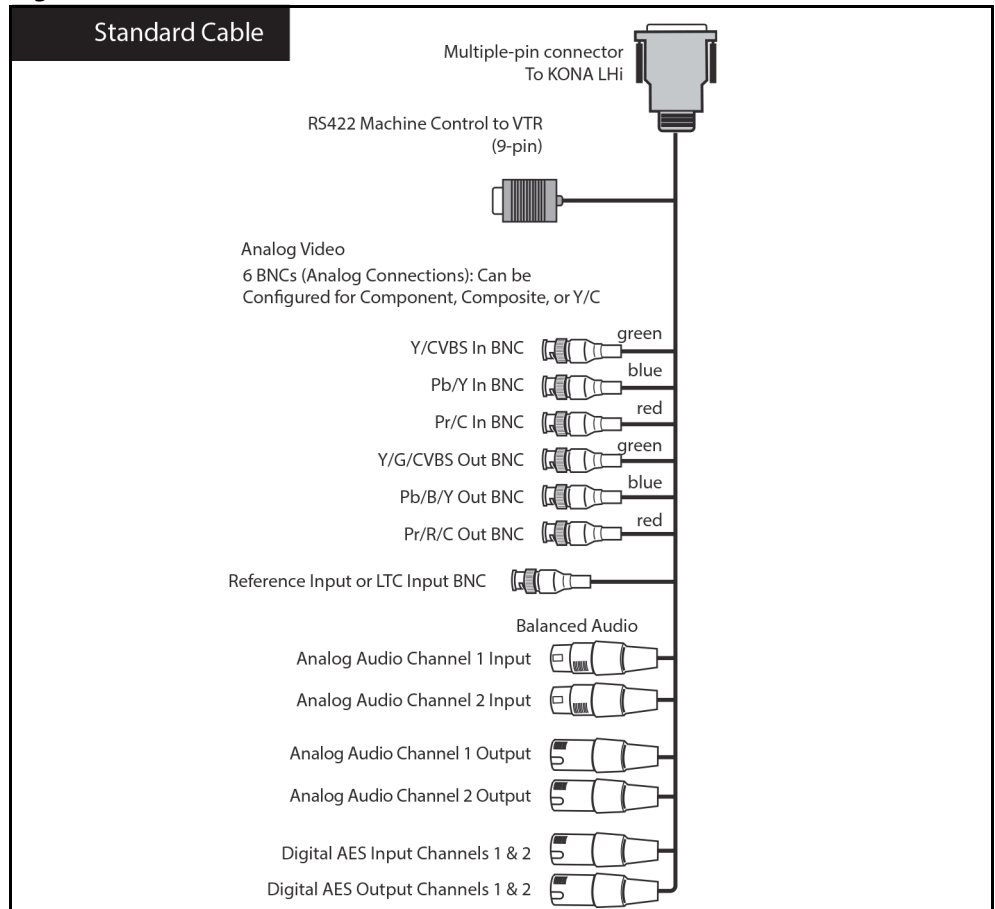 Standard Cable
Multiple-pin connector
To KONA LHi
RS422 Machine Control to VTR
(9-pin)
Analog Video
6 BNCs (Analog Connections): Can be
Configured for Component, Composite, or Y/C
Y/CVBS In BNC
green
Pb/Y In BNC
blue
Pr/C In BNC
red
Y/G/CVBS Out BNC
green
Pb/B/Y Out BNC
blue
Pr/R/C Out BNC
red
Reference Input or LTC Input BNC
Balanced Audio
Analog Audio Channel 1 Input
Analog Audio Channel 2 Input
Analog Audio Channel 1 Output
Analog Audio Channel 2 Output
Digital AES Input Channels 1 & 2
Digital AES Output Channels 1 & 2